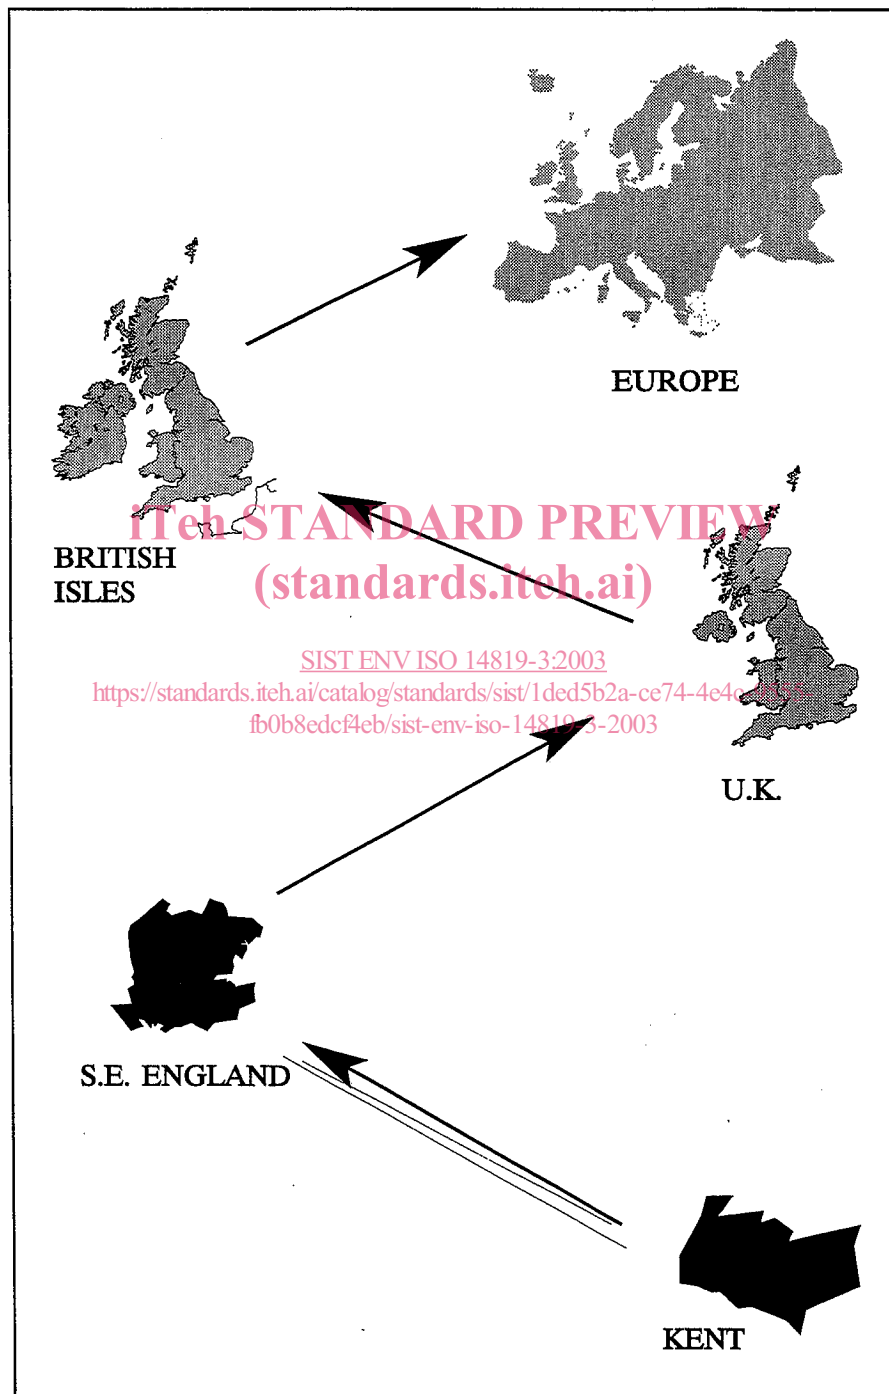 EUROPE
iTeh STANDARD PREVIEW
BRITISH
ISLES
(standards.iteh.ai)
SIST ENV ISO 14819-3:2003
https://standards.iteh.ai/catalog/standards/sist/1ded5b2a-ce74-4e4c-
fb0b8edcf4eb/sist-env-iso-14819-3-2003
U.K.
S.E. ENGLAND
KENT